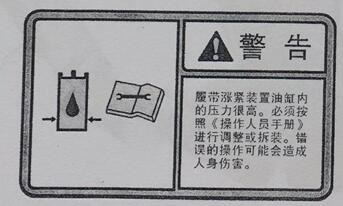 警告
履带涨紧装置油缸内
的压力很高。必须按
照《操作人员手册》
进行调整或拆装。错
误的操作可能会造成
人身伤害。